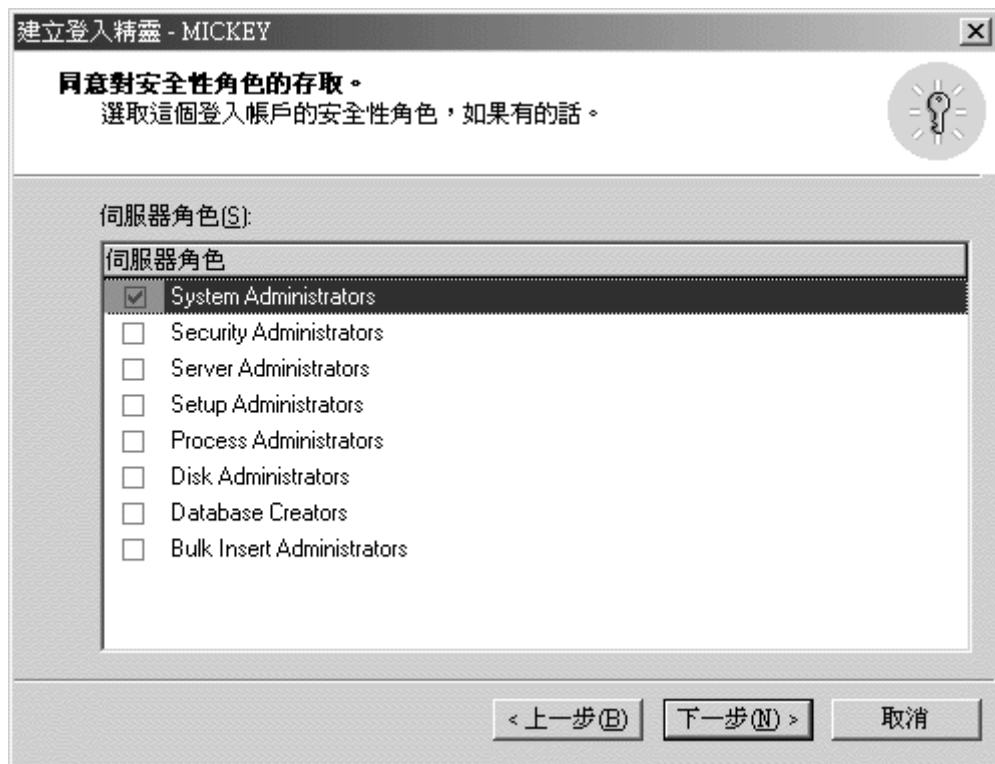 建立登入精靈 - MICKEY
同意對安全性角色的存取。
選取這個登入帳戶的安全性角色，如果有的話。
伺服器角色(S):
伺服器角色
System Administrators
Security Administrators
Server Administrators
Setup Administrators
Process Administrators
Disk Administrators
Database Creators
Bulk Insert Administrators
< 上一步(B)
下一步(N) >
取消